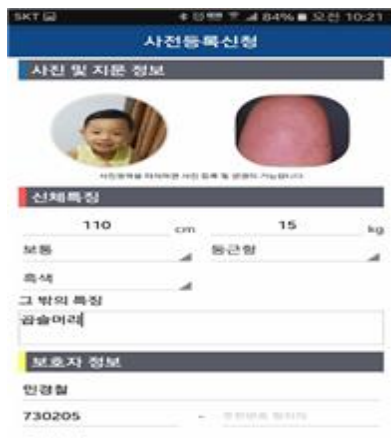 SKT 84% 오전 10:21
사전등록신청
사진 및 지문 정보
신체특징
110 cm 15 kg
보통 둥근형
흑색
그 밖의 특징
곱슬머리
보호자 정보
민경철
730205 -